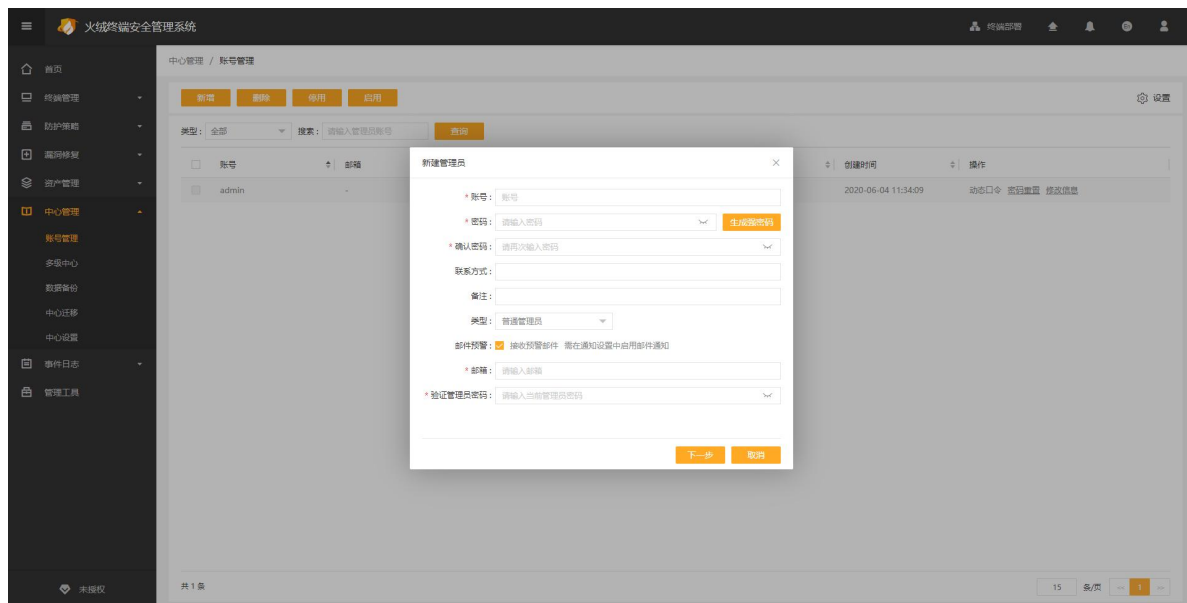 火绒终端安全管理系统
终端部署
首页
终端管理
防护策略
漏洞修复
资产管理
中心管理
账号管理
多级中心
数据备份
中心迁移
中心设置
事件日志
管理工具
未授权
中心管理 / 账号管理
新增 删除 停用 启用
设置
类型： 全部 搜索： 请输入管理员账号 查询
账号 邮箱 创建时间 操作
admin - 2020-06-04 11:34:09 动态口令 密码重置 修改信息
新建管理员
* 账号： 账号
* 密码： 请输入密码 生成强密码
* 确认密码： 请再次输入密码
联系方式：
备注：
类型： 普通管理员
邮件预警： 接收预警邮件 需在通知设置中启用邮件通知
* 邮箱： 请输入邮箱
* 验证管理员密码： 请输入当前管理员密码
下一步 取消
共 1 条
15 条/页 1